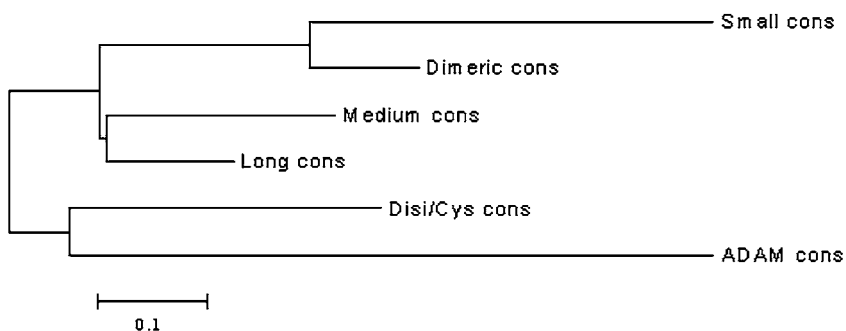 Small cons
Dimeric cons
Medium cons
Long cons
Disi/Cys cons
ADAM cons
0.1